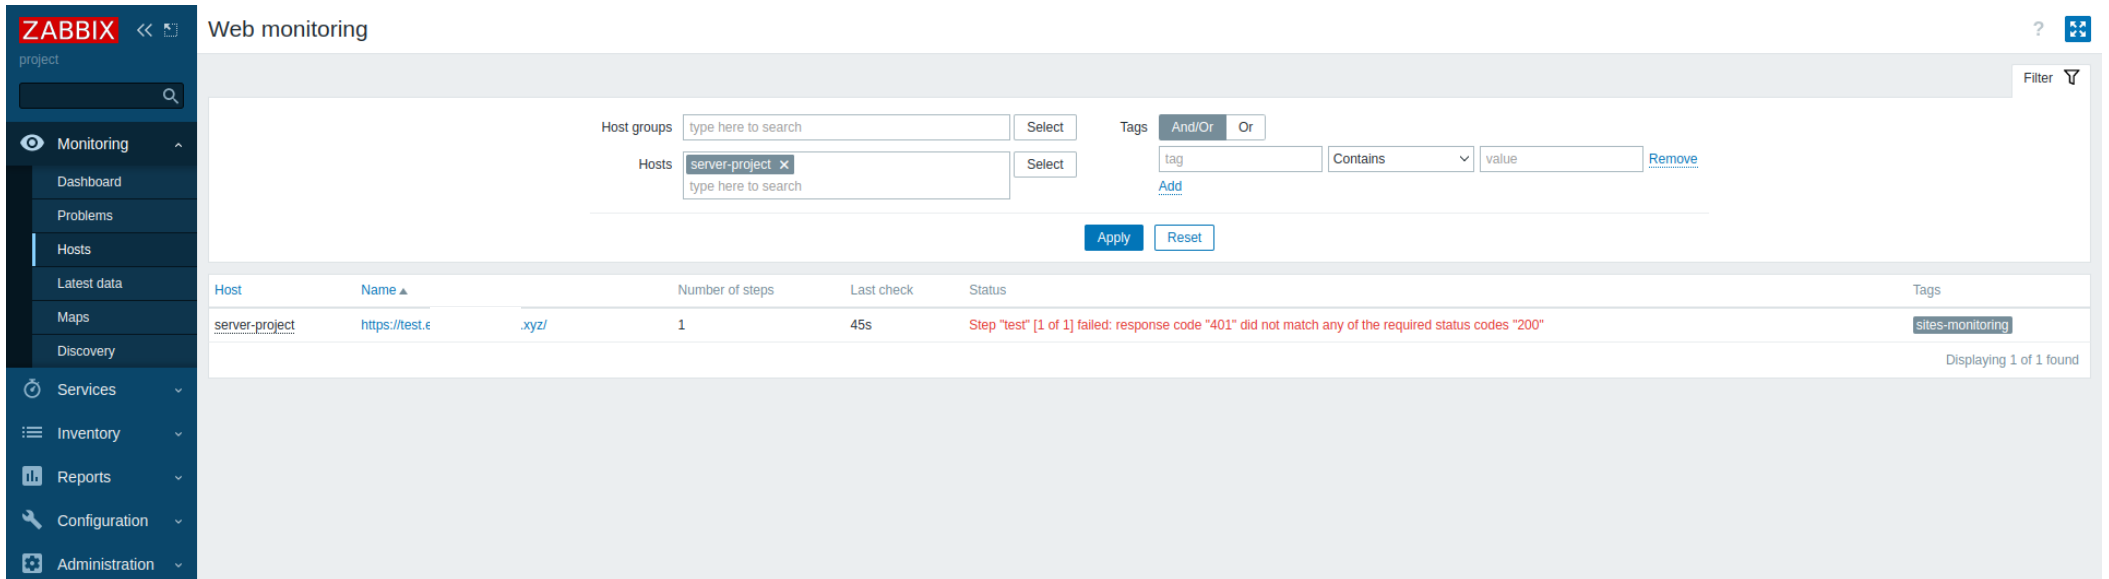 ZABBIX
project
Monitoring
Dashboard
Problems
Hosts
Latest data
Maps
Discovery
Services
Inventory
Reports
Configuration
Administration
Web monitoring
?
Filter
Host groups type here to search Select
Hosts server-project Select
type here to search
Tags And/Or Or
tag Contains value Remove
Add
Apply Reset
Host Name Number of steps Last check Status Tags
server-project https://test.e .xyz/ 1 45s Step "test" [1 of 1] failed: response code "401" did not match any of the required status codes "200" sites-monitoring
Displaying 1 of 1 found